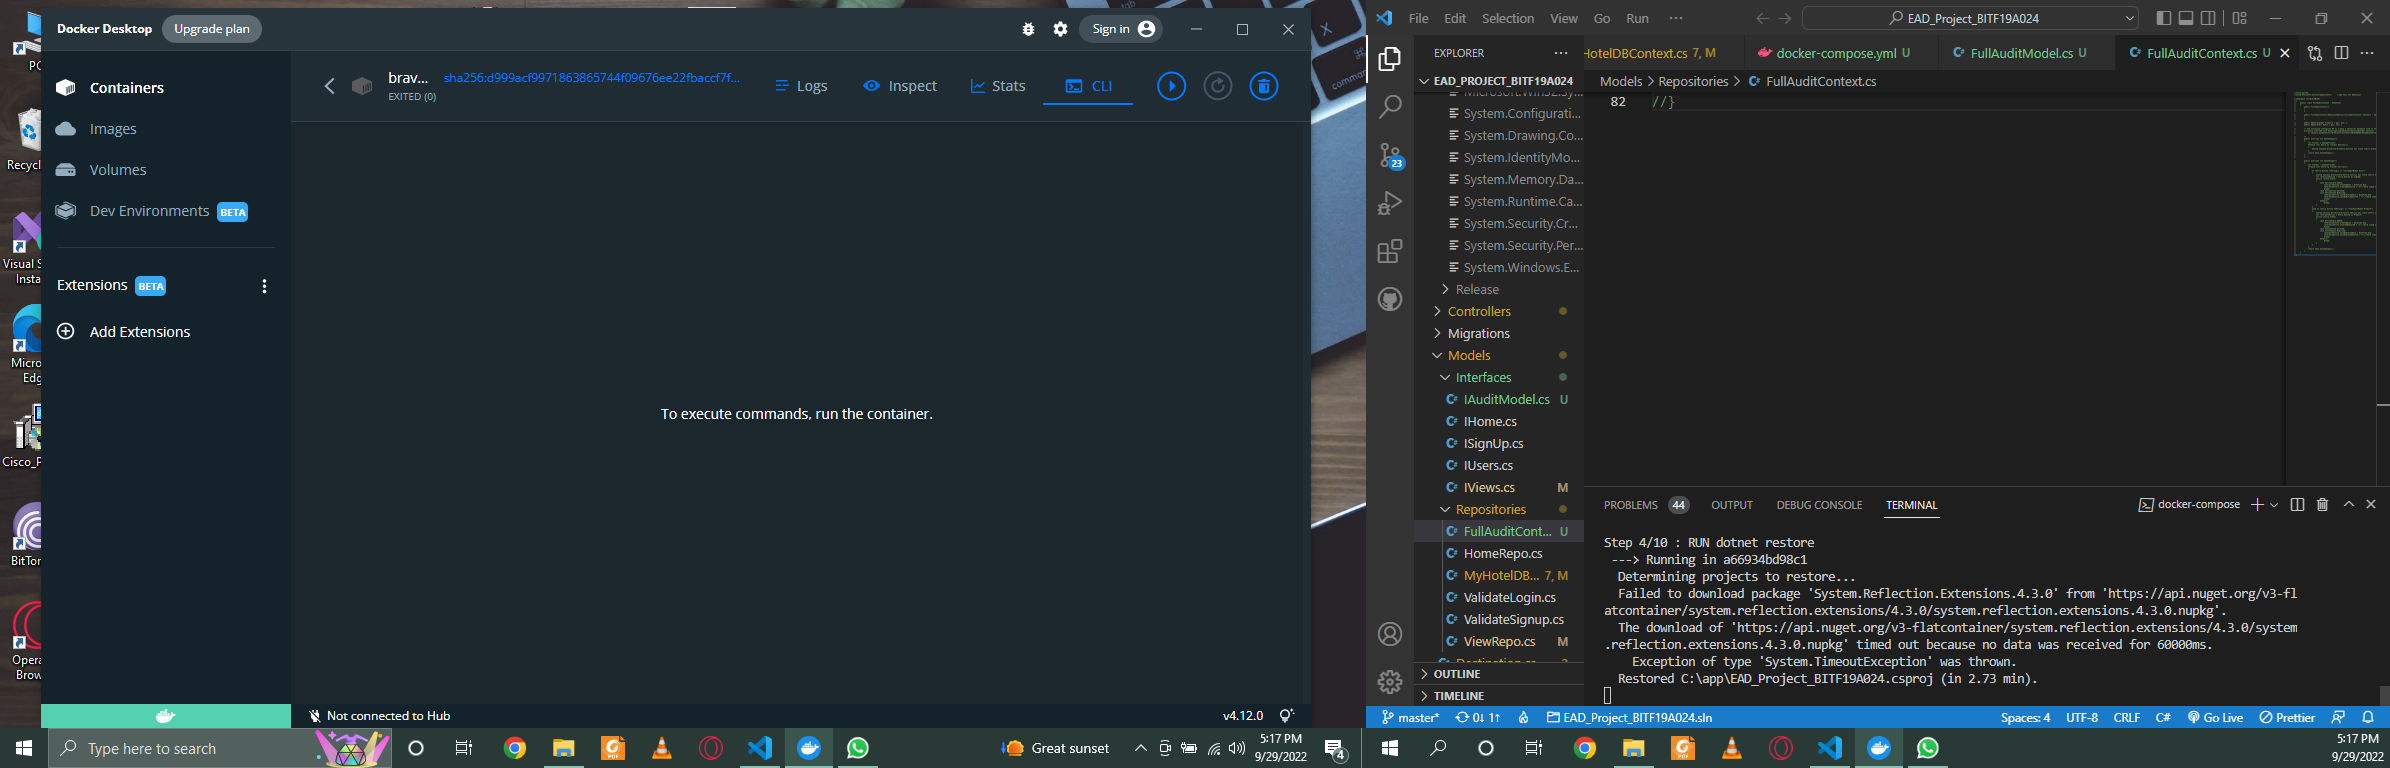 Docker Desktop
Upgrade plan
Sign in
Containers
Images
Volumes
Dev Environments BETA
Extensions BETA
Add Extensions
brav...
sha256:d999acf9971863865744f09676ee22fbaccf7f...
EXITED (0)
Logs
Inspect
Stats
CLI
To execute commands, run the container.
Not connected to Hub
v4.12.0
PC
Recycl
Visual S
Insta
Micro
Edg
Cisco_P
BitTor
Opera
Brow
Type here to search
Great sunset
5:17 PM
9/29/2022
4
File Edit Selection View Go Run ...
EAD_Project_BITF19A024
EXPLORER
HotelDBContext.cs 7, M
docker-compose.yml U
FullAuditModel.cs U
FullAuditContext.cs U
EAD_PROJECT_BITF19A024
Models > Repositories > FullAuditContext.cs
82 //}
23
Microsoft.Win32.Sy...
System.Configurati...
System.Drawing.Co...
System.IdentityMo...
System.Memory.Da...
System.Runtime.Ca...
System.Security.Cr...
System.Security.Per...
System.Windows.E...
Release
Controllers
Migrations
Models
Interfaces
IAuditModel.cs U
IHome.cs
ISignUp.cs
IUsers.cs
IViews.cs M
Repositories
FullAuditCont... U
HomeRepo.cs
MyHotelDB... 7, M
ValidateLogin.cs
ValidateSignup.cs
ViewRepo.cs M
OUTLINE
TIMELINE
PROBLEMS 44
OUTPUT
DEBUG CONSOLE
TERMINAL
docker-compose
Step 4/10 : RUN dotnet restore
---> Running in a66934bd98c1
Determining projects to restore...
Failed to download package 'System.Reflection.Extensions.4.3.0' from 'https://api.nuget.org/v3-fl
atcontainer/system.reflection.extensions/4.3.0/system.reflection.extensions.4.3.0.nupkg'.
The download of 'https://api.nuget.org/v3-flatcontainer/system.reflection.extensions/4.3.0/system
.reflection.extensions.4.3.0.nupkg' timed out because no data was received for 60000ms.
Exception of type 'System.TimeoutException' was thrown.
Restored C:\app\EAD_Project_BITF19A024.csproj (in 2.73 min).
master*
0↓ 1↑
EAD_Project_BITF19A024.sln
Spaces: 4
UTF-8
CRLF
C#
Go Live
Prettier
5:17 PM
9/29/2022